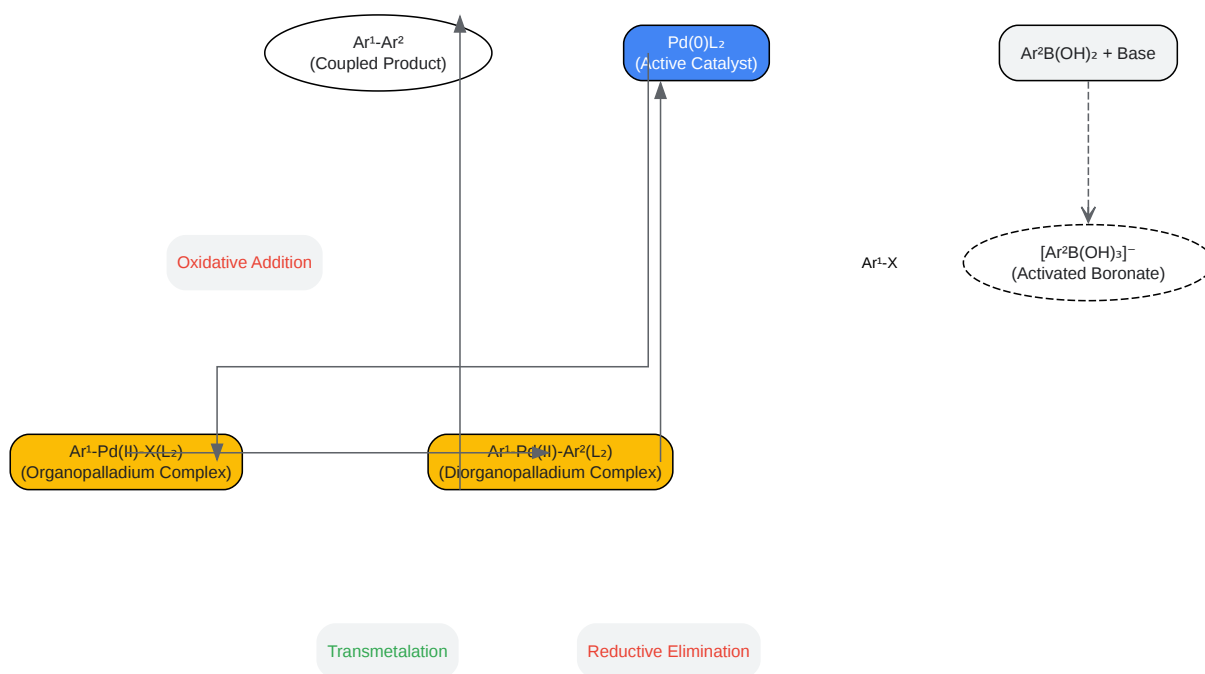 Ar¹-Ar²
(Coupled Product)
Pd(0)L₂
(Active Catalyst)
Ar²B(OH)₂ + Base
Oxidative Addition
Ar¹-X
[Ar²B(OH)₃]⁻
(Activated Boronate)
Ar¹-Pd(II)-X(L₂)
(Organopalladium Complex)
Ar¹-Pd(II)-Ar²(L₂)
(Diorganopalladium Complex)
Transmetalation
Reductive Elimination